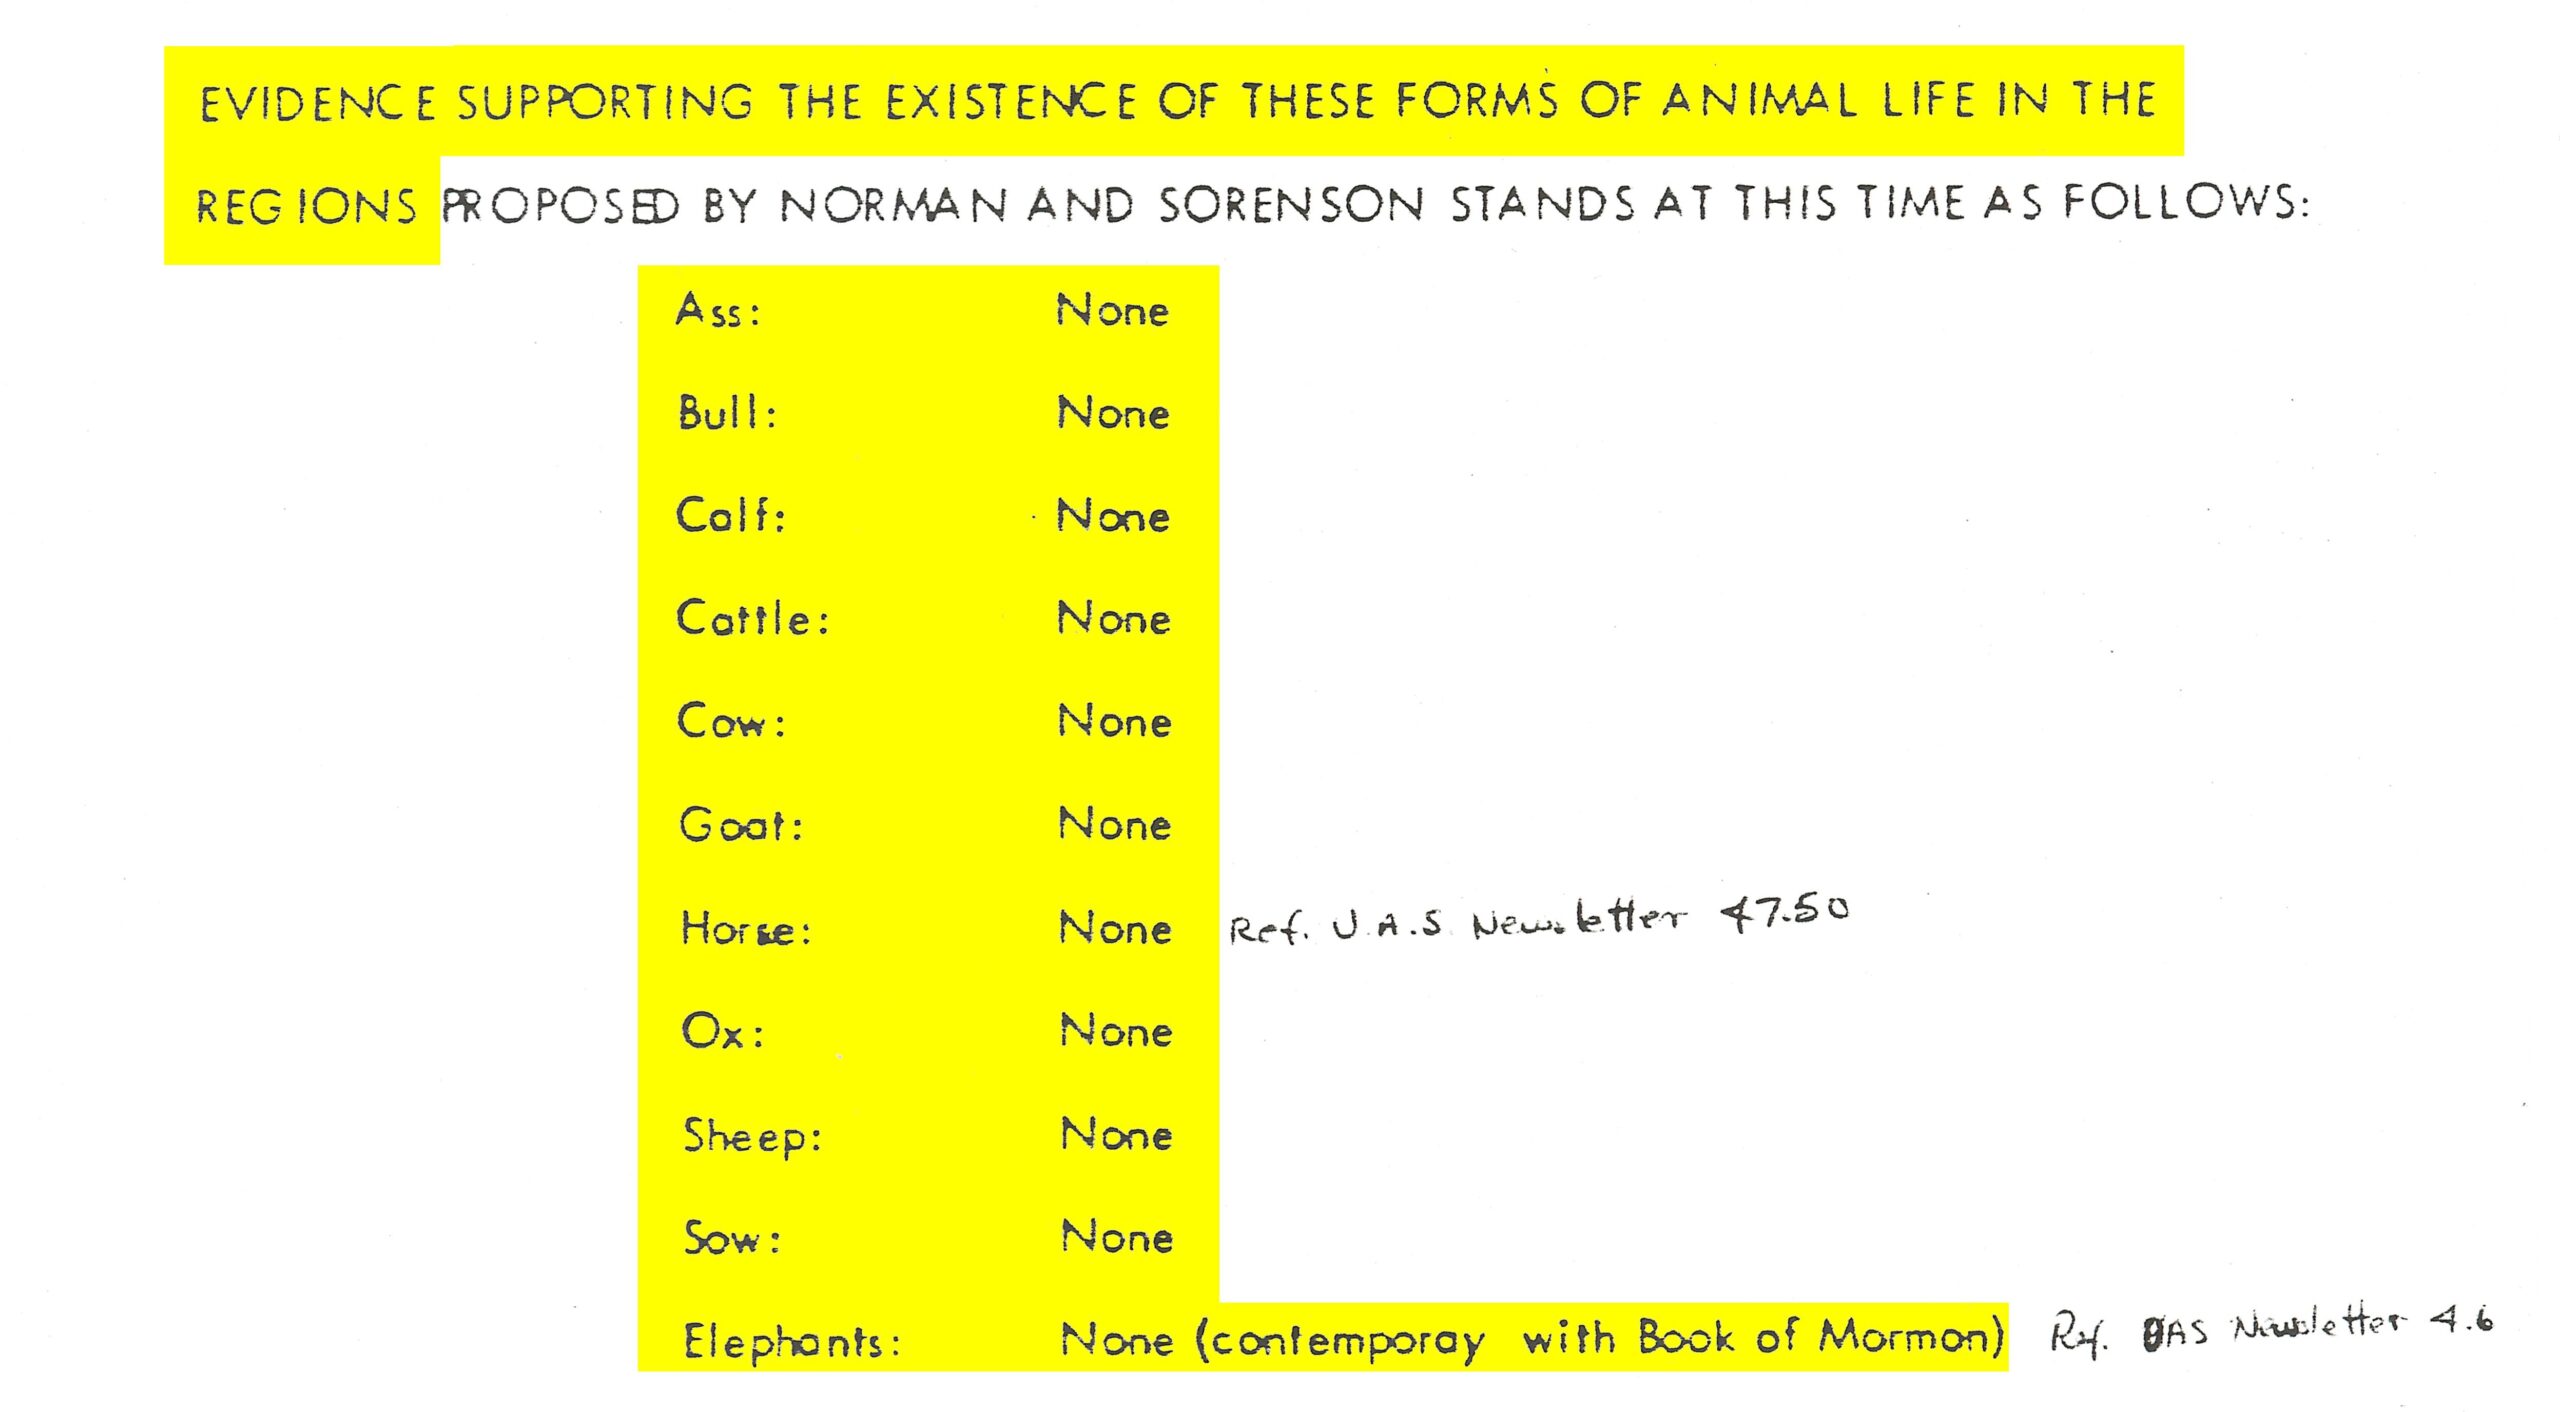 EVIDENCE SUPPORTING THE EXISTENCE OF THESE FORMS OF ANIMAL LIFE IN THE
REGIONS PROPOSED BY NORMAN AND SORENSON STANDS AT THIS TIME AS FOLLOWS:
Ass: None
Bull: None
Calf: None
Cattle: None
Cow: None
Goat: None
Horse: None Ref. U.A.S. Newsletter 47.50
Ox: None
Sheep: None
Sow: None
Elephants: None (contemporay with Book of Mormon) Ref. UAS Newsletter 4.6